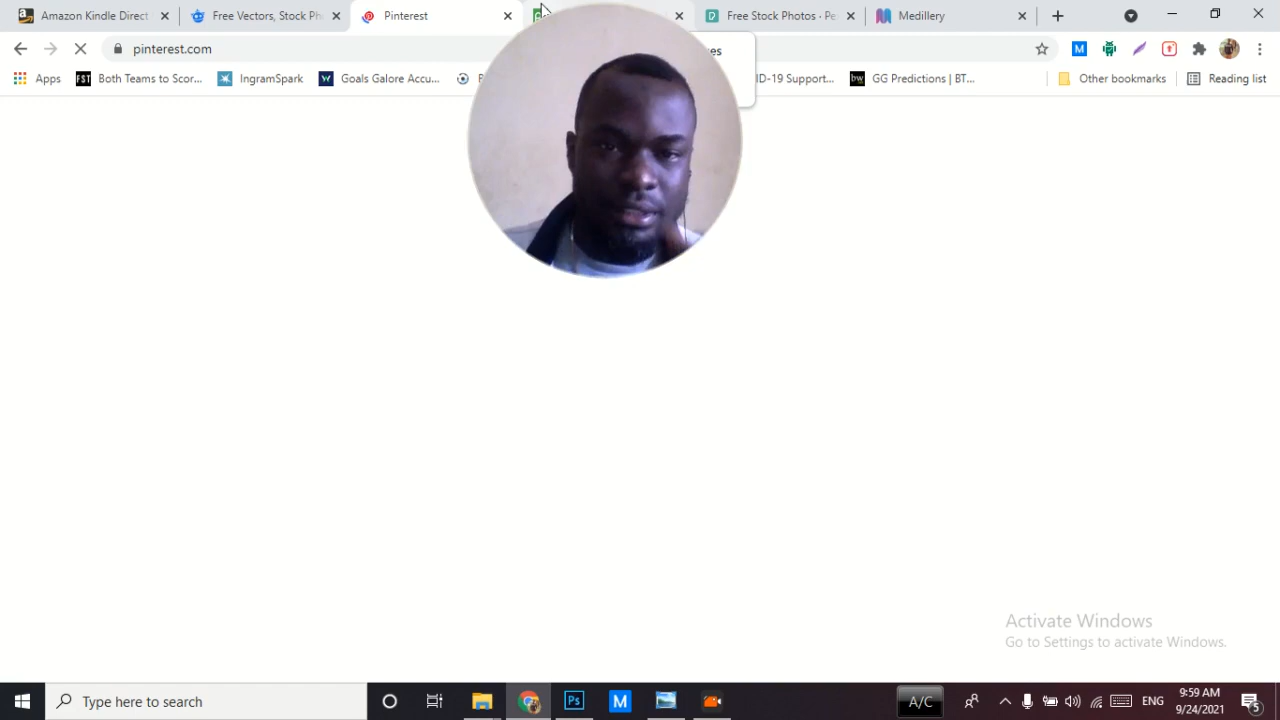 Amazon Kindle Direct
Free Vectors, Stock Ph
Pinterest
Free Stock Photos - Pe
Medillery
pinterest.com
Apps
Both Teams to Scor...
IngramSpark
Goals Galore Accu...
ID-19 Support...
GG Predictions | BT...
Other bookmarks
Reading list
Activate Windows
Go to Settings to activate Windows.
Type here to search
A/C
ENG
9:59 AM
9/24/2021